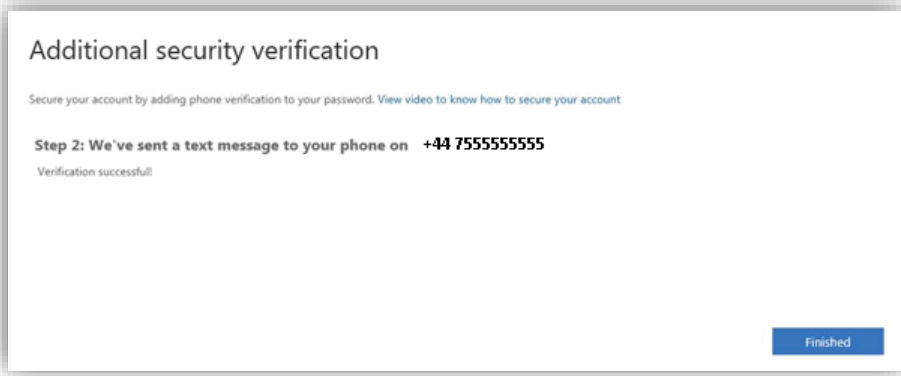 Additional security verification
Secure your account by adding phone verification to your password. View video to know how to secure your account
Step 2: We've sent a text message to your phone on +44 7555555555
Verification successful!
Finished